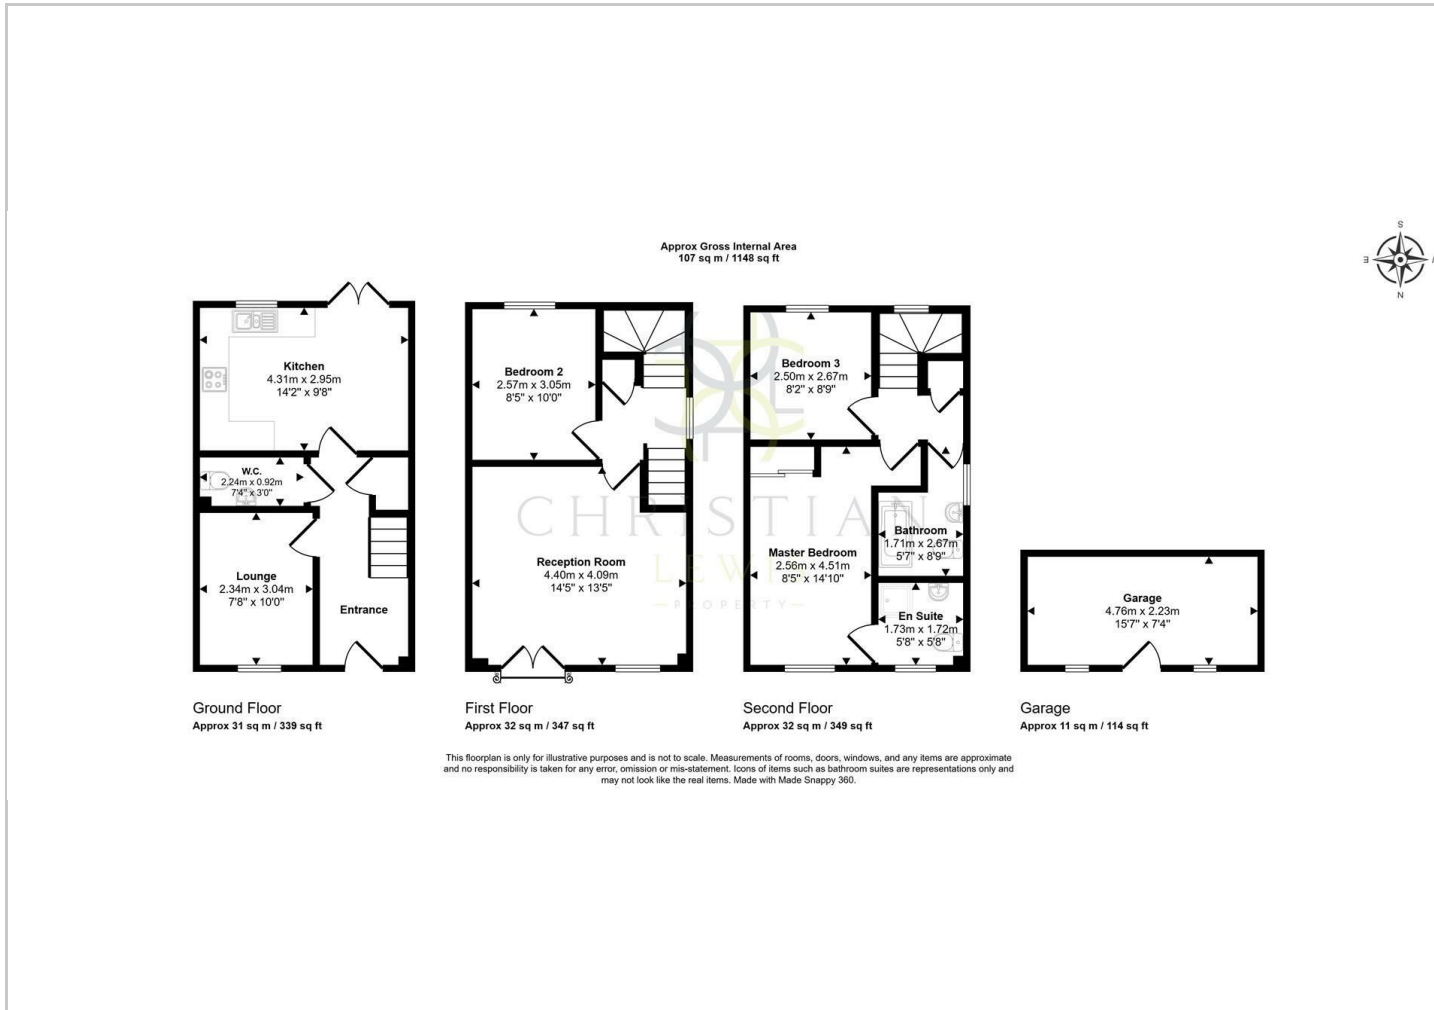 Approx Gross Internal Area
107 sq m / 1148 sq ft
S
E
N
Kitchen
4.31m x 2.95m
14'2" x 9'8"
W.C.
2.24m x 0.92m
7'4" x 3'0"
Lounge
2.34m x 3.04m
7'8" x 10'0"
Entrance
Bedroom 2
2.57m x 3.05m
8'5" x 10'0"
Reception Room
4.40m x 4.09m
14'5" x 13'5"
Bedroom 3
2.50m x 2.67m
8'2" x 8'9"
Master Bedroom
2.56m x 4.51m
8'5" x 14'10"
Bathroom
1.71m x 2.67m
5'7" x 8'9"
En Suite
1.73m x 1.72m
5'8" x 5'8"
Garage
4.76m x 2.23m
15'7" x 7'4"
CHRISTIAN
LEWIS
PROPERTY
Ground Floor
Approx 31 sq m / 339 sq ft
First Floor
Approx 32 sq m / 347 sq ft
Second Floor
Approx 32 sq m / 349 sq ft
Garage
Approx 11 sq m / 114 sq ft
This floorplan is only for illustrative purposes and is not to scale. Measurements of rooms, doors, windows, and any items are approximate
and no responsibility is taken for any error, omission or mis-statement. Icons of items such as bathroom suites are representations only and
may not look like the real items. Made with Made Snappy 360.